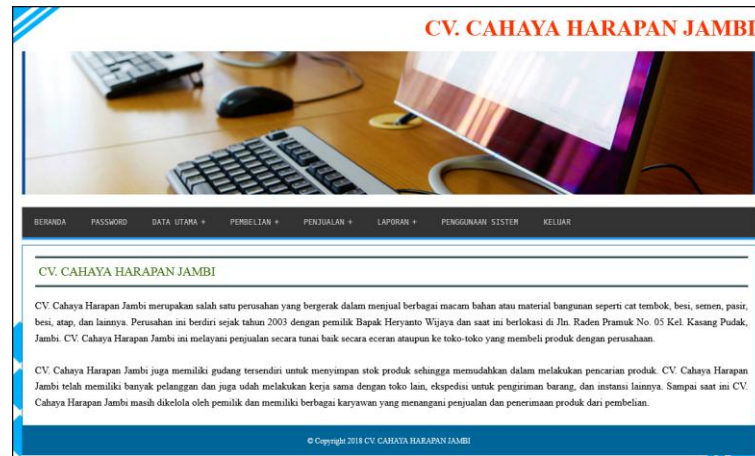 CV. CAHAYA HARAPAN JAMBI
BERANDA PASSWORD DATA UTAMA + PEMBELIAN + PENJUALAN + LAPORAN + PENGGUNAAN SISTEM KELUAR
CV. CAHAYA HARAPAN JAMBI
CV. Cahaya Harapan Jambi merupakan salah satu perusahan yang bergerak dalam menjual berbagai macam bahan atau material bangunan seperti cat tembok, besi, semen, pasir,
besi, atap, dan lainnya. Perusahan ini berdiri sejak tahun 2003 dengan pemilik Bapak Heryanto Wijaya dan saat ini berlokasi di Jln. Raden Pramuk No. 05 Kel. Kasang Pudak,
Jambi. CV. Cahaya Harapan Jambi ini melayani penjualan secara tunai baik secara eceran ataupun ke toko-toko yang membeli produk dengan perusahaan.
CV. Cahaya Harapan Jambi juga memiliki gudang tersendiri untuk menyimpan stok produk sehingga memudahkan dalam melakukan pencarian produk. CV. Cahaya Harapan
Jambi telah memiliki banyak pelanggan dan juga udah melakukan kerja sama dengan toko lain, ekspedisi untuk pengiriman barang, dan instansi lainnya. Sampai saat ini CV.
Cahaya Harapan Jambi masih dikelola oleh pemilik dan memiliki berbagai karyawan yang menangani penjualan dan penerimaan produk dari pembelian.
© Copyright 2018 CV. CAHAYA HARAPAN JAMBI